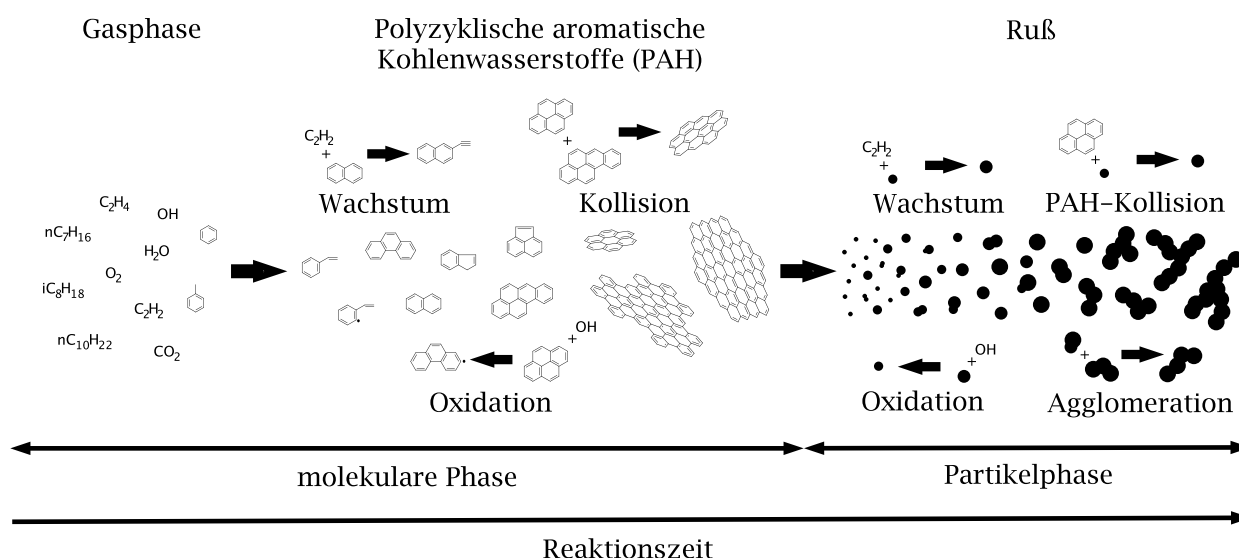 Gasphase
Polyzyklische aromatische
Kohlenwasserstoffe (PAH)
Ruß
C₂H₂
+
Wachstum
+
Kollision
C₂H₂
+
Wachstum
+
PAH–Kollision
C₂H₄
OH
nC₇H₁₆
H₂O
O₂
iC₈H₁₈
C₂H₂
nC₁₀H₂₂
CO₂
+OH
Oxidation
+OH
Oxidation
+
Agglomeration
molekulare Phase
Partikelphase
Reaktionszeit